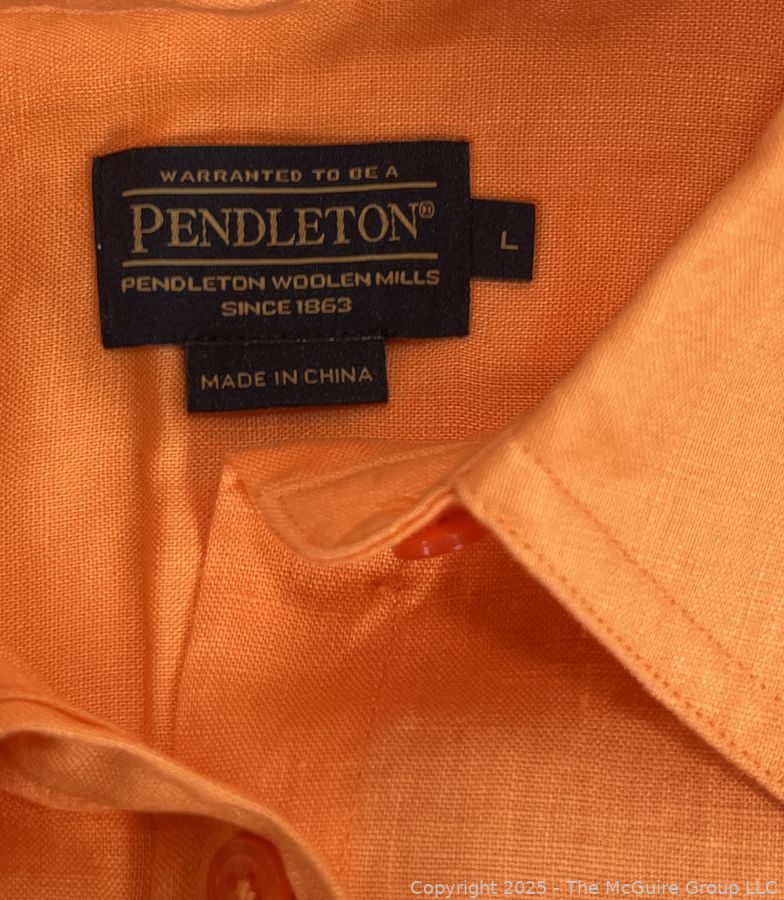 WARRANTED TO BE A
PENDLETON®
PENDLETON WOOLEN MILLS
SINCE 1863
L
MADE IN CHINA
Copyright 2025 - The McGuire Group LLC